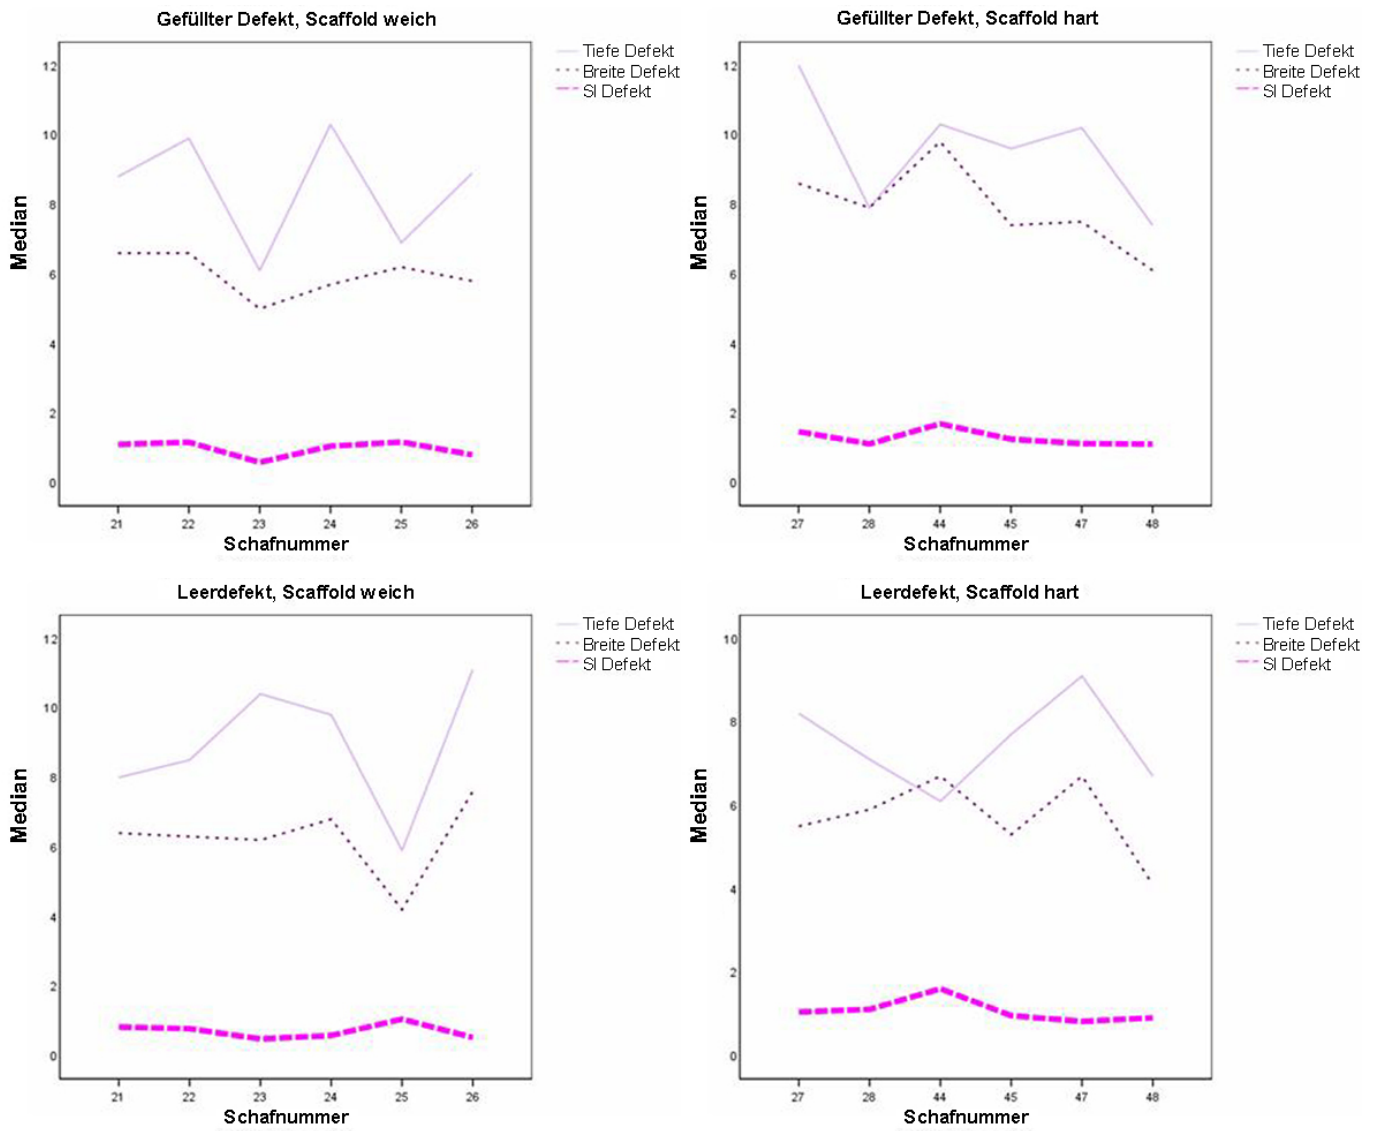 Gefüllter Defekt, Scaffold weich
Tiefe Defekt
Breite Defekt
SI Defekt
12
10
8
6
4
2
0
Median
21 22 23 24 25 26
Schafnummer
Gefüllter Defekt, Scaffold hart
Tiefe Defekt
Breite Defekt
SI Defekt
12
10
8
6
4
2
0
Median
27 28 44 45 47 48
Schafnummer
Leerdefekt, Scaffold weich
Tiefe Defekt
Breite Defekt
SI Defekt
12
10
8
6
4
2
0
Median
21 22 23 24 25 26
Schafnummer
Leerdefekt, Scaffold hart
Tiefe Defekt
Breite Defekt
SI Defekt
10
8
6
4
2
0
Median
27 28 44 45 47 48
Schafnummer